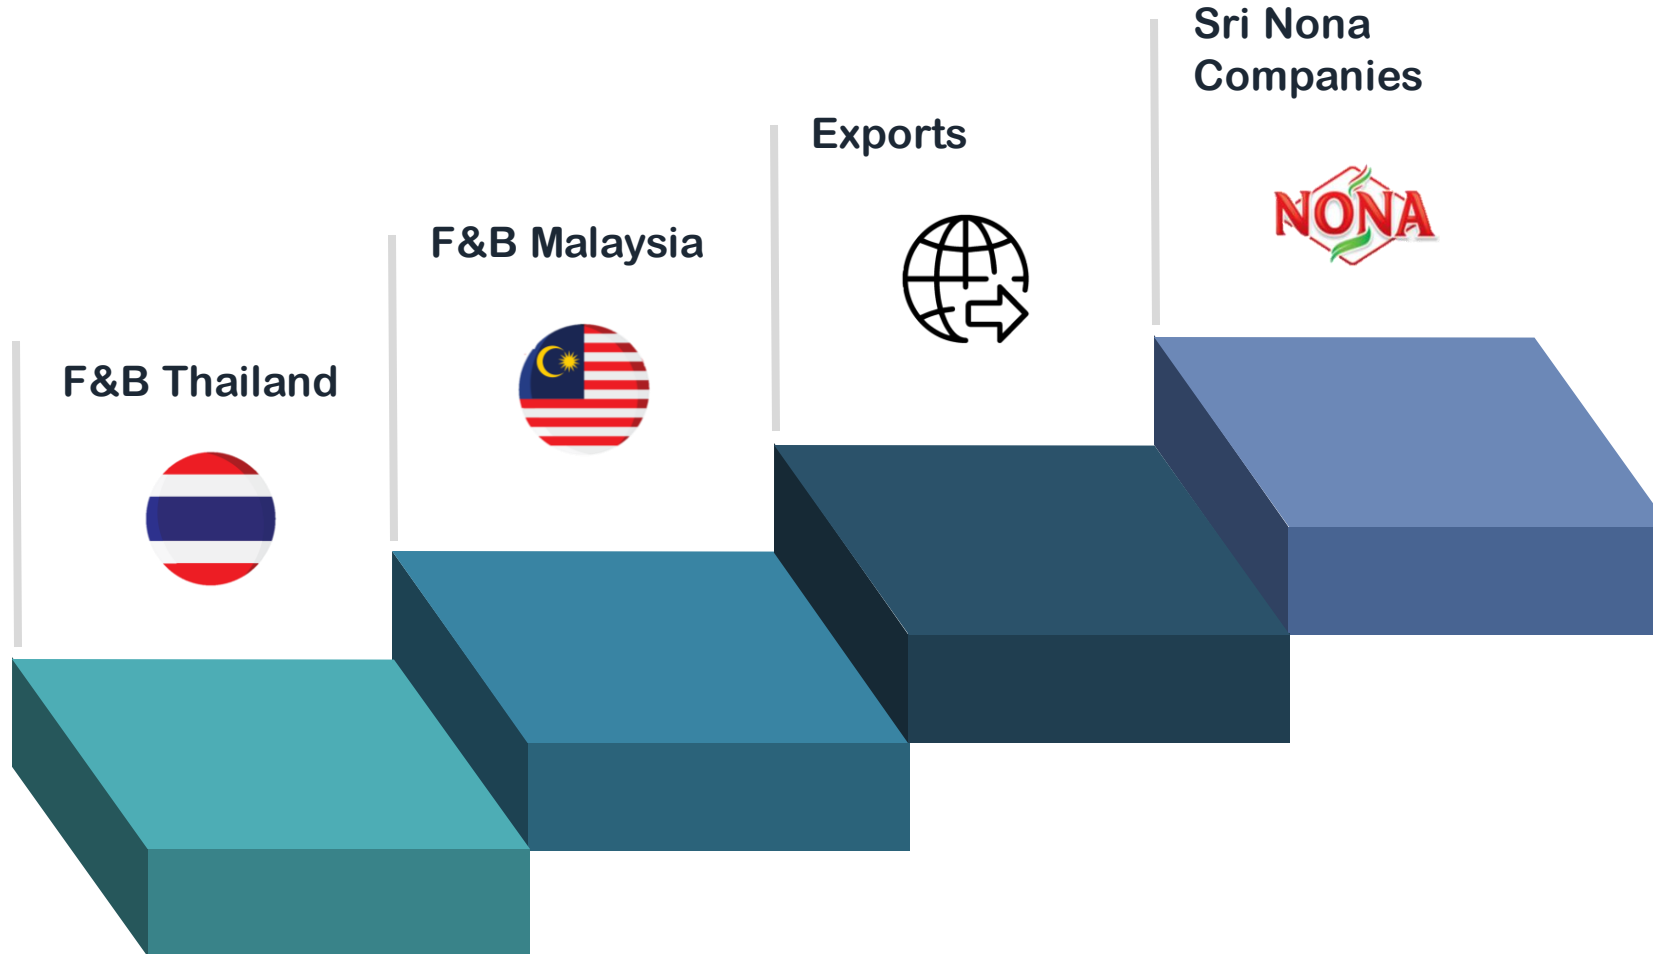 Sri Nona
Companies
NONA
Exports
F&B Malaysia
F&B Thailand